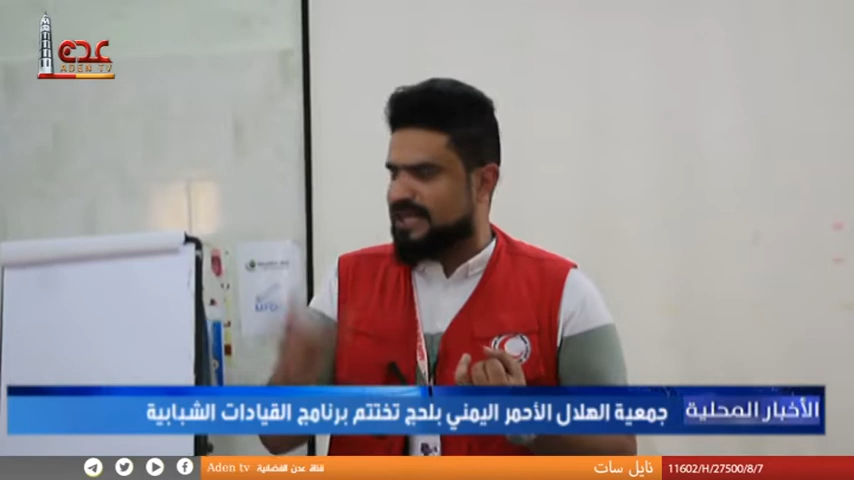 عدن
ADEN TV
الأخبار المحلية
جمعية الهلال الأحمر اليمني بلحج تختتم برنامج القيادات الشبابية
Aden tv
قناة عدن الفضائية
نايل سات
11602/H/27500/8/7